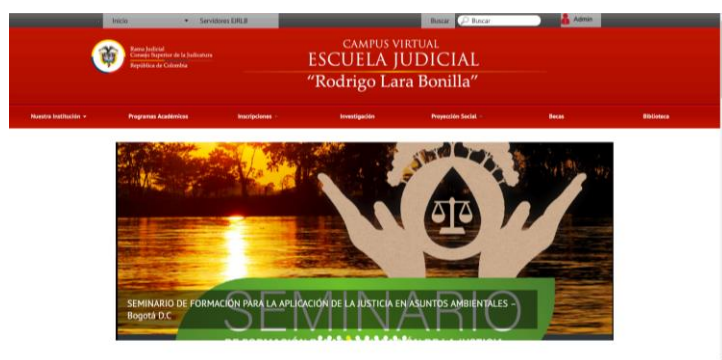 Inicio
Servidores EJRLB
Buscar
Buscar
Admin
Rama Judicial
Consejo Superior de la Judicatura
República de Colombia
CAMPUS VIRTUAL
ESCUELA JUDICIAL
“Rodrigo Lara Bonilla”
Nuestra Institución
Programas Académicos
Inscripciones
Investigación
Proyección Social
Becas
Biblioteca
SEMINARIO DE FORMACIÓN PARA LA APLICACIÓN DE LA JUSTICIA EN ASUNTOS AMBIENTALES –
Bogotá D.C
SEMINARIO